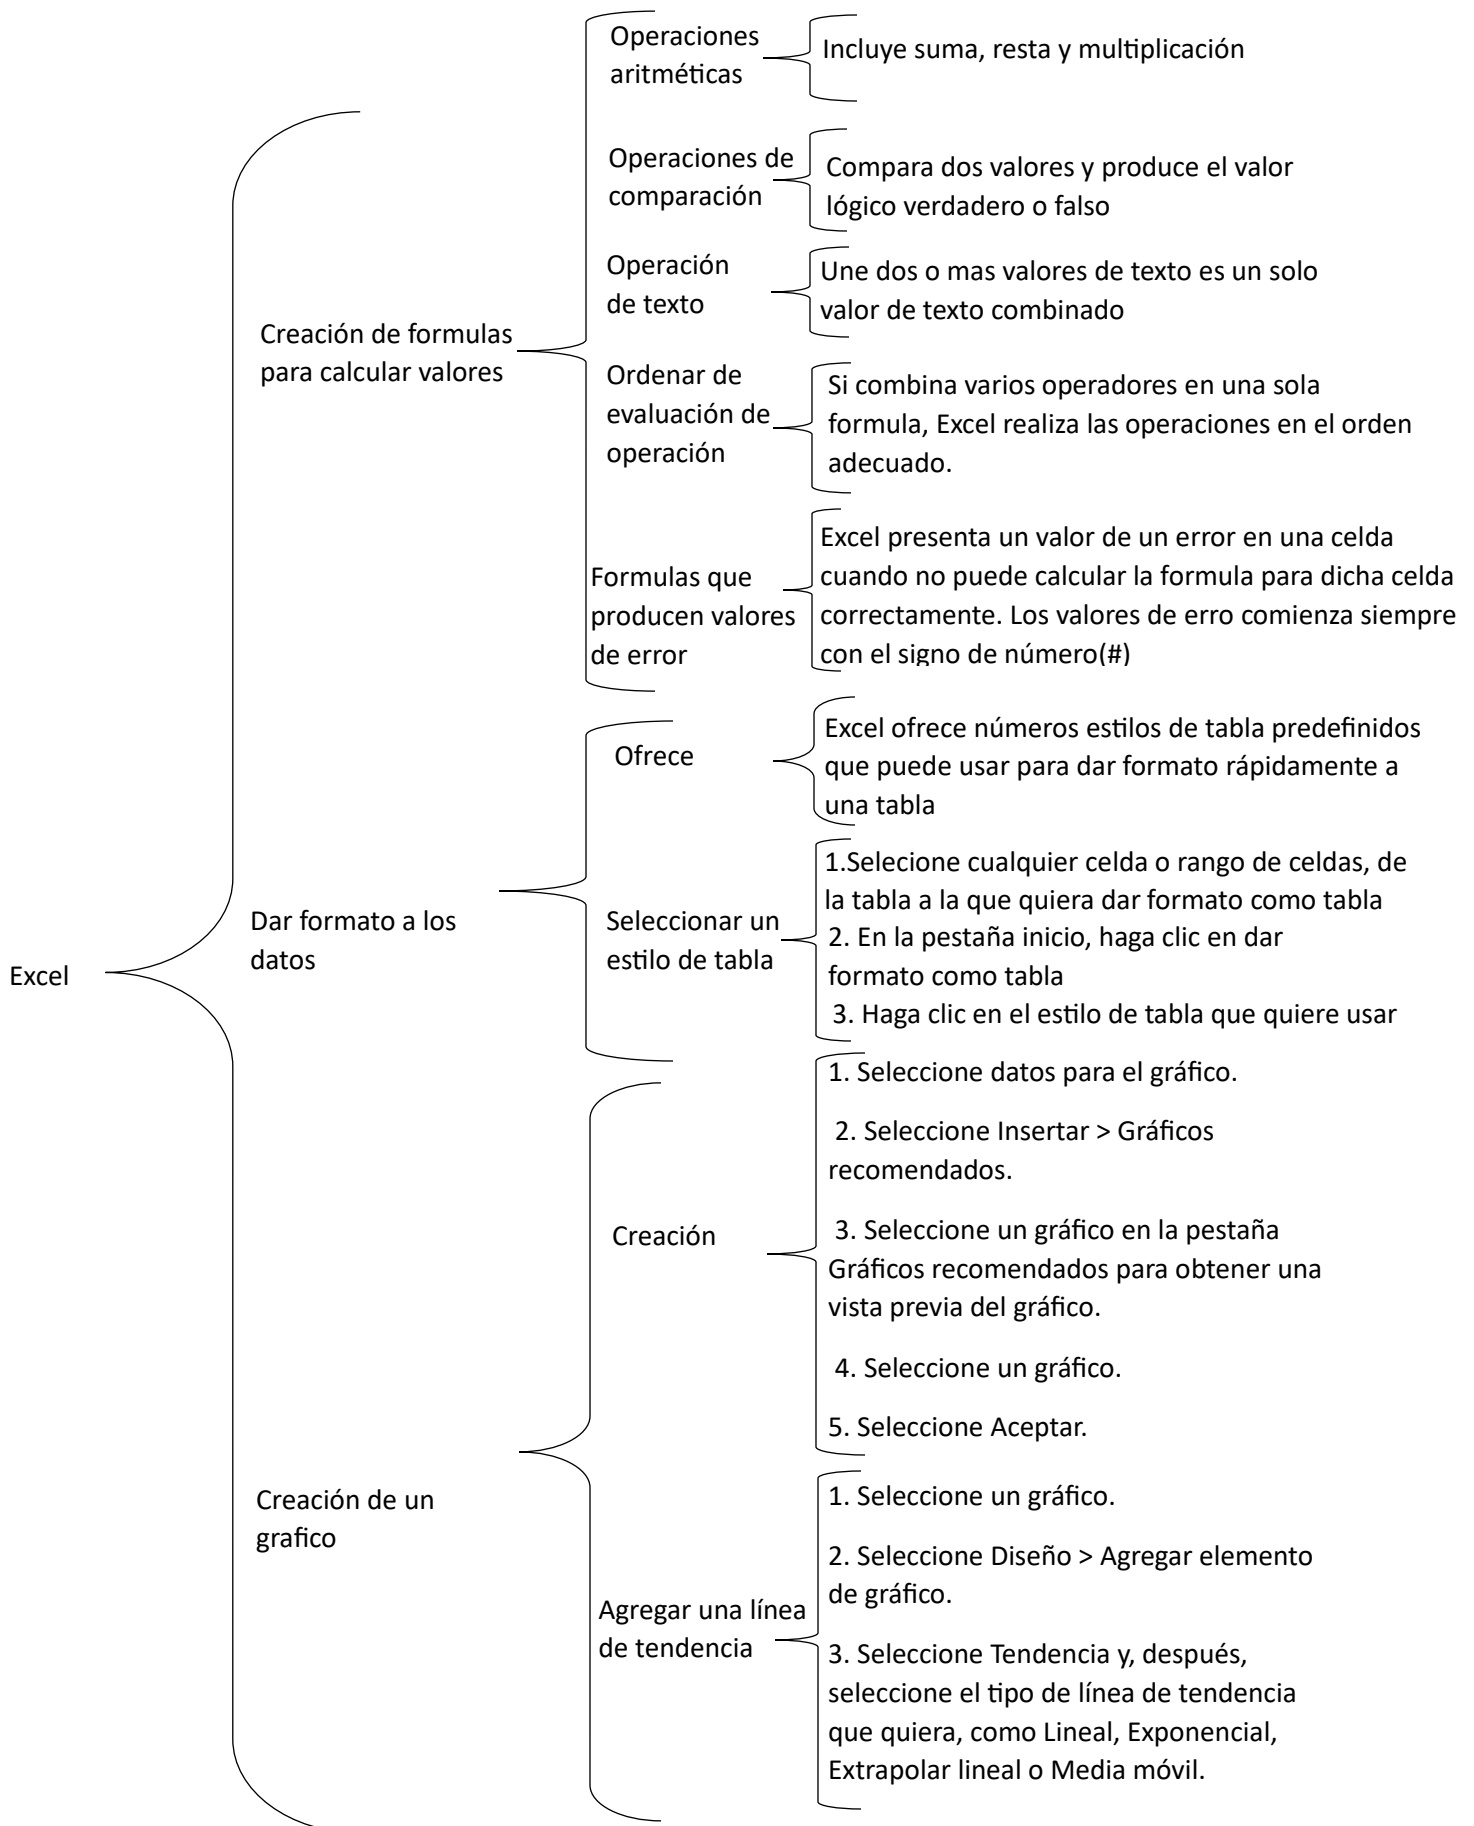 Excel
Creación de formulas
para calcular valores
Operaciones
aritméticas
Incluye suma, resta y multiplicación
Operaciones de
comparación
Compara dos valores y produce el valor
lógico verdadero o falso
Operación
de texto
Une dos o mas valores de texto es un solo
valor de texto combinado
Ordenar de
evaluación de
operación
Si combina varios operadores en una sola
formula, Excel realiza las operaciones en el orden
adecuado.
Formulas que
producen valores
de error
Excel presenta un valor de un error en una celda
cuando no puede calcular la formula para dicha celda
correctamente. Los valores de erro comienza siempre
con el signo de número(#)
Dar formato a los
datos
Ofrece
Excel ofrece números estilos de tabla predefinidos
que puede usar para dar formato rápidamente a
una tabla
Seleccionar un
estilo de tabla
1.Selecione cualquier celda o rango de celdas, de
la tabla a la que quiera dar formato como tabla
2. En la pestaña inicio, haga clic en dar
formato como tabla
3. Haga clic en el estilo de tabla que quiere usar
Creación de un
grafico
Creación
1. Seleccione datos para el gráfico.
2. Seleccione Insertar > Gráficos
recomendados.
3. Seleccione un gráfico en la pestaña
Gráficos recomendados para obtener una
vista previa del gráfico.
4. Seleccione un gráfico.
5. Seleccione Aceptar.
Agregar una línea
de tendencia
1. Seleccione un gráfico.
2. Seleccione Diseño > Agregar elemento
de gráfico.
3. Seleccione Tendencia y, después,
seleccione el tipo de línea de tendencia
que quiera, como Lineal, Exponencial,
Extrapolar lineal o Media móvil.